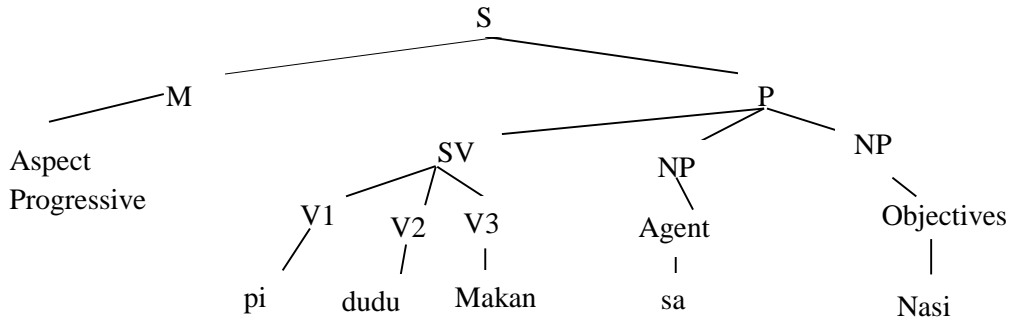 S
M P
Aspect
Progressive
SV NP NP
V1 V2 V3 Agent Objectives
pi dudu Makan sa Nasi